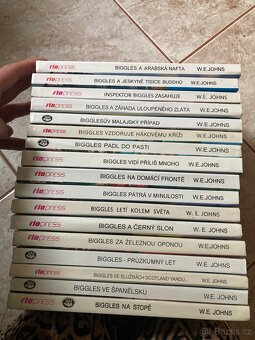 riopress BIGGLES A ARABSKÁ NAFTA W.E. JOHNS
riopress BIGGLES A JESKYNĚ TISÍCE BUDDHŮ W.E. JOHNS
riopress INSPEKTOR BIGGLES ZASAHUJE W.E. JOHNS
riopress BIGGLES A ZÁHADA ULOUPENÉHO ZLATA W.E. JOHNS
BIGGLESŮV MALAJSKÝ PŘÍPAD W.E. JOHNS
riopress BIGGLES VZDORUJE HÁKOVÉMU KŘÍŽI W.E. JOHNS
BIGGLES PADL DO PASTI W.E. JOHNS
riopress BIGGLES VIDÍ PŘÍLIŠ MNOHO W.E. JOHNS
riopress BIGGLES NA DOMÁCÍ FRONTĚ W.E. JOHNS
riopress BIGGLES PÁTRÁ V MINULOSTI W.E. JOHNS
riopress BIGGLES LETÍ KOLEM SVĚTA W.E. JOHNS
riopress BIGGLES A ČERNÝ SLON W.E. JOHNS
riopress BIGGLES ZA ŽELEZNOU OPONOU W.E. JOHNS
BIGGLES - PRŮZKUMNÝ LET W.E. JOHNS
riopress BIGGLES VE SLUŽBÁCH SCOTLAND YARDU W.E. JOHNS
BIGGLES VE ŠPANĚLSKU W.E. JOHNS
riopress BIGGLES NA STOPĚ W.E. JOHNS